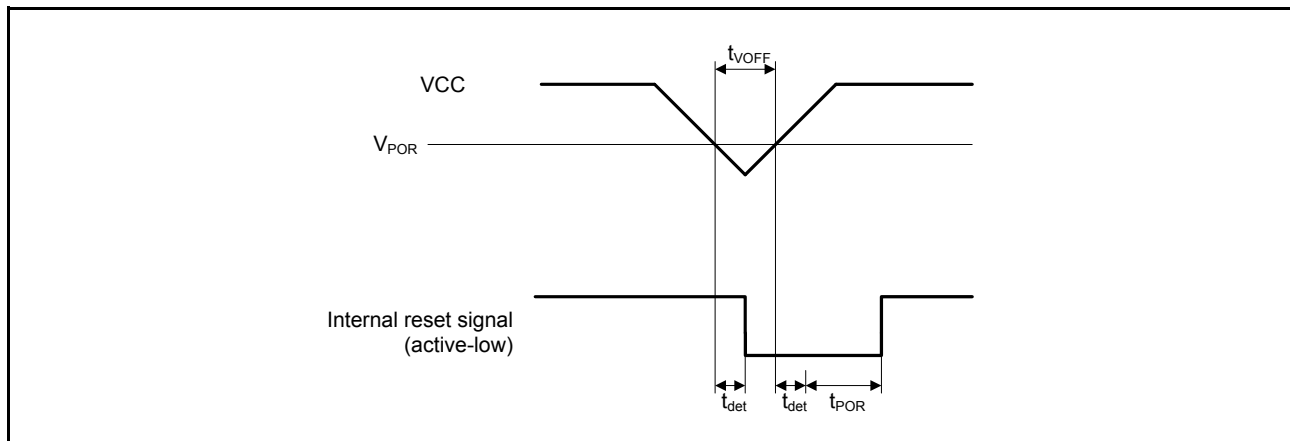 tVOFF
VCC
VPOR
Internal reset signal
(active-low)
tdet
tdet
tPOR